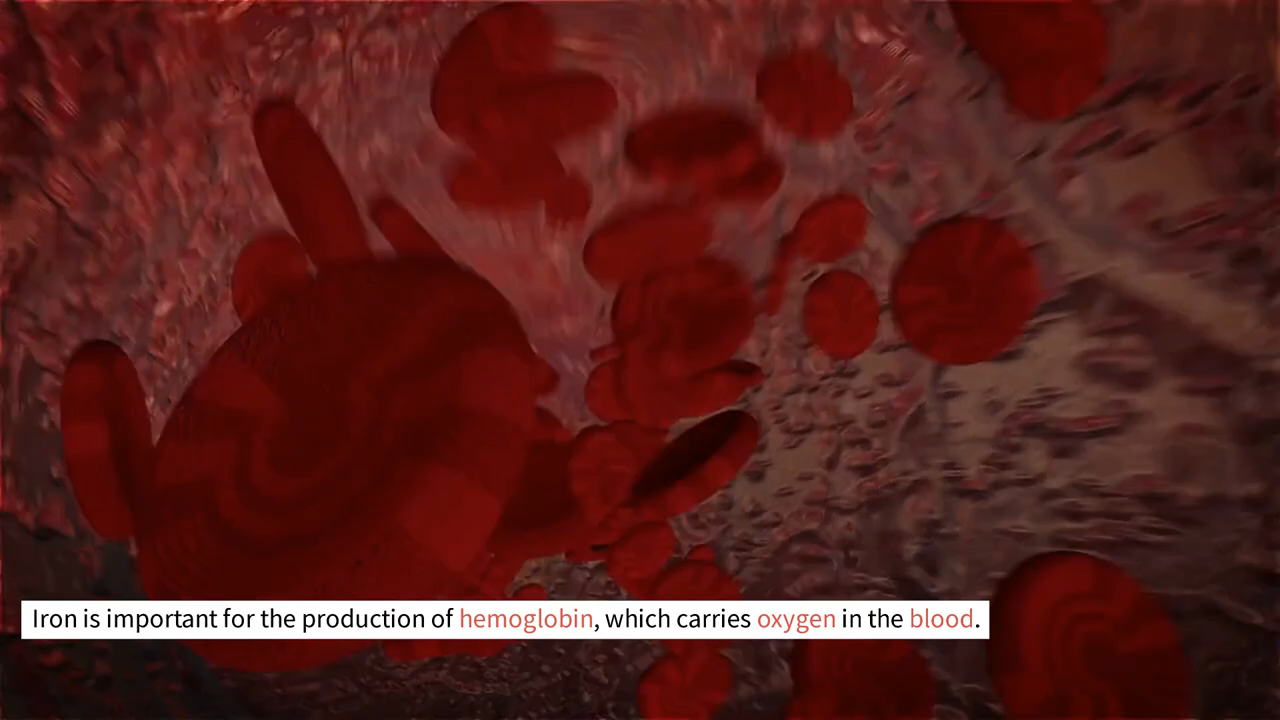 Iron is important for the production of hemoglobin, which carries oxygen in the blood.